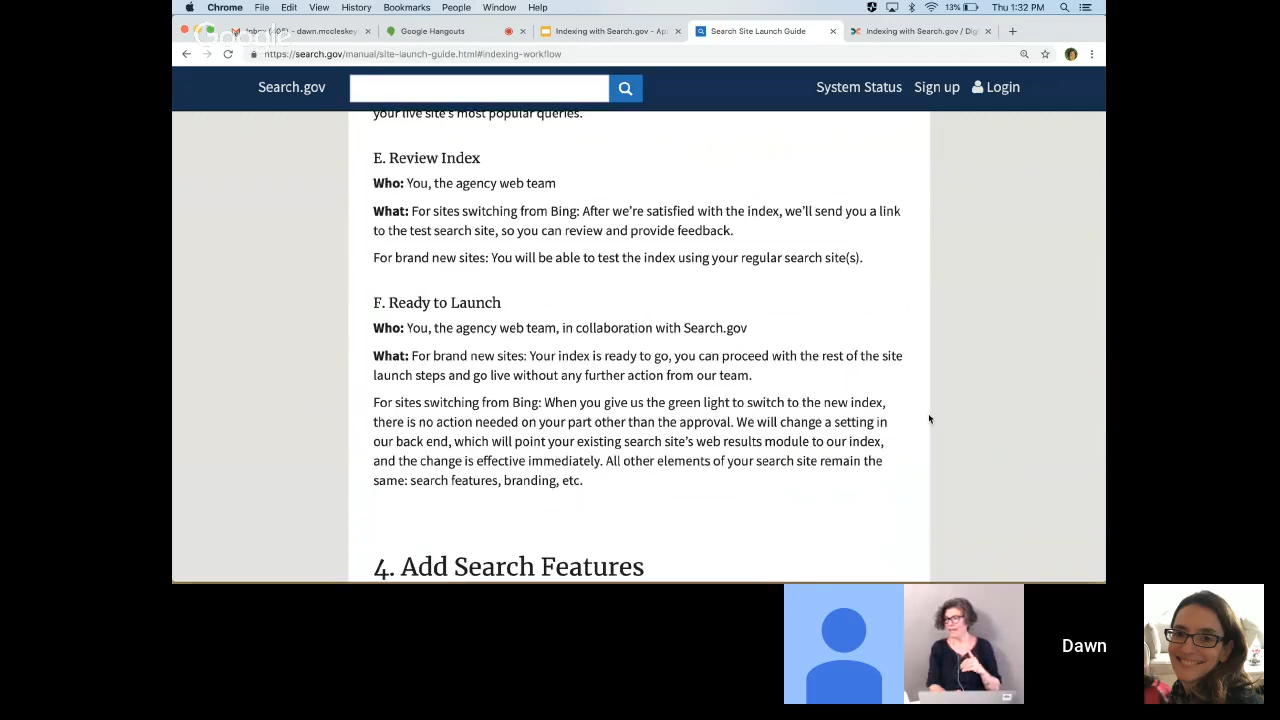 Chrome File Edit View History Bookmarks People Window Help
13% Thu 1:32 PM
Google
dawn.mccleskey
Google Hangouts
Indexing with Search.gov - Ap
Search Site Launch Guide
Indexing with Search.gov / Dig
https://search.gov/manual/site-launch-guide.html#indexing-workflow
Search.gov
System Status Sign up Login
your live site's most popular queries.
E. Review Index
Who: You, the agency web team
What: For sites switching from Bing: After we're satisfied with the index, we'll send you a link
to the test search site, so you can review and provide feedback.
For brand new sites: You will be able to test the index using your regular search site(s).
F. Ready to Launch
Who: You, the agency web team, in collaboration with Search.gov
What: For brand new sites: Your index is ready to go, you can proceed with the rest of the site
launch steps and go live without any further action from our team.
For sites switching from Bing: When you give us the green light to switch to the new index,
there is no action needed on your part other than the approval. We will change a setting in
our back end, which will point your existing search site's web results module to our index,
and the change is effective immediately. All other elements of your search site remain the
same: search features, branding, etc.
4. Add Search Features
Dawn